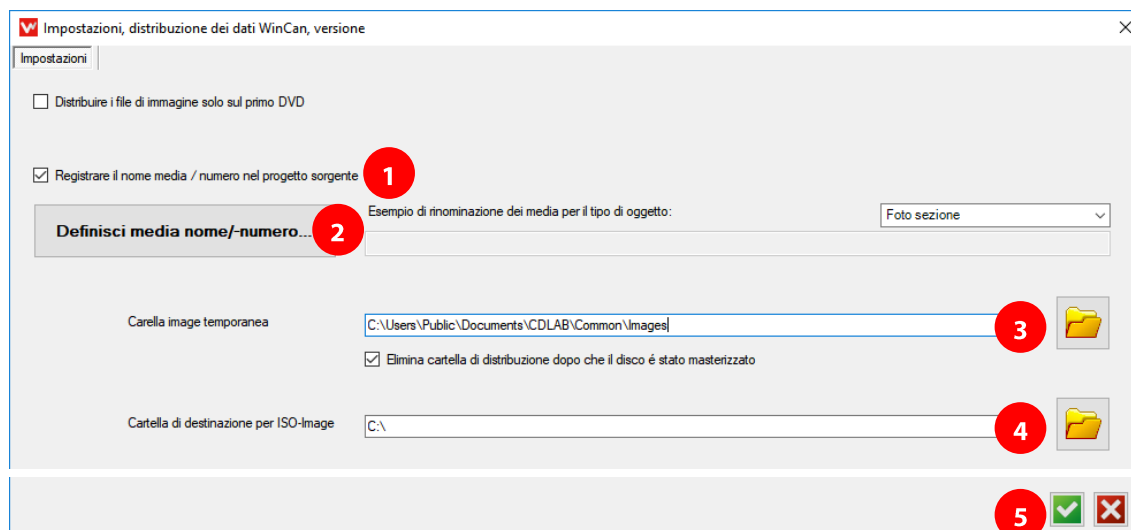 Impostazioni, distribuzione dei dati WinCan, versione
Impostazioni
Distribuire i file di immagine solo sul primo DVD
Registrare il nome media / numero nel progetto sorgente
1
Definisci media nome/-numero...
2
Esempio di rinominazione dei media per il tipo di oggetto:
Foto sezione
Carella image temporanea
C:\Users\Public\Documents\CDLAB\Common\Images
3
Elimina cartella di distribuzione dopo che il disco é stato masterizzato
Cartella di destinazione per ISO-Image
C:\
4
5